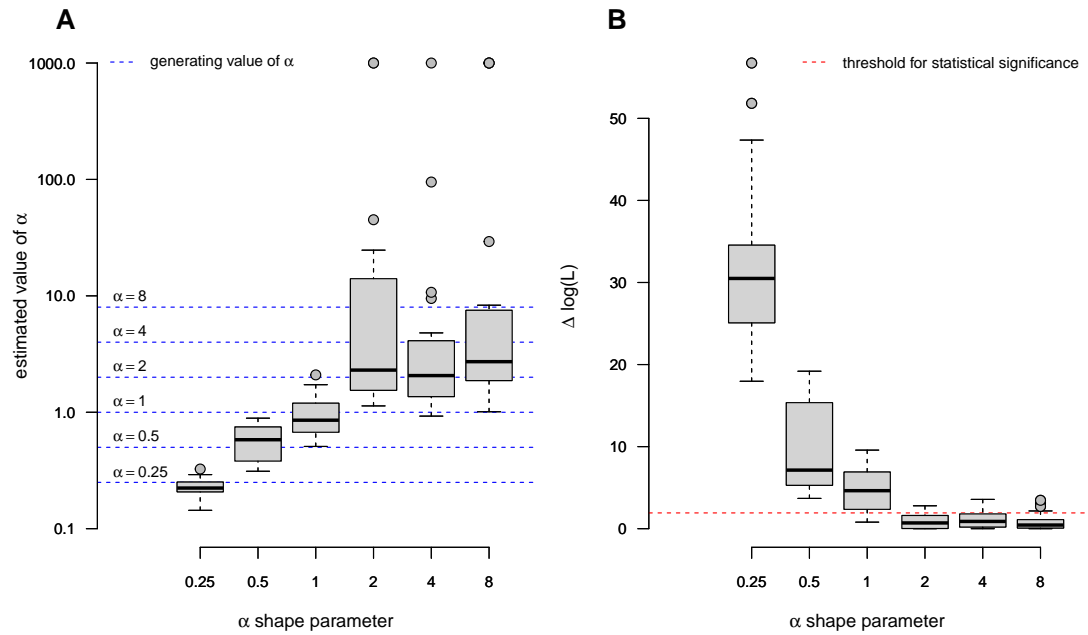 A
generating value of α
1000.0
100.0
10.0
1.0
0.1
estimated value of α
α = 8
α = 4
α = 2
α = 1
α = 0.5
α = 0.25
0.25 0.5 1 2 4 8
α shape parameter
B
threshold for statistical significance
50
40
30
20
10
0
Δ log(L)
0.25 0.5 1 2 4 8
α shape parameter